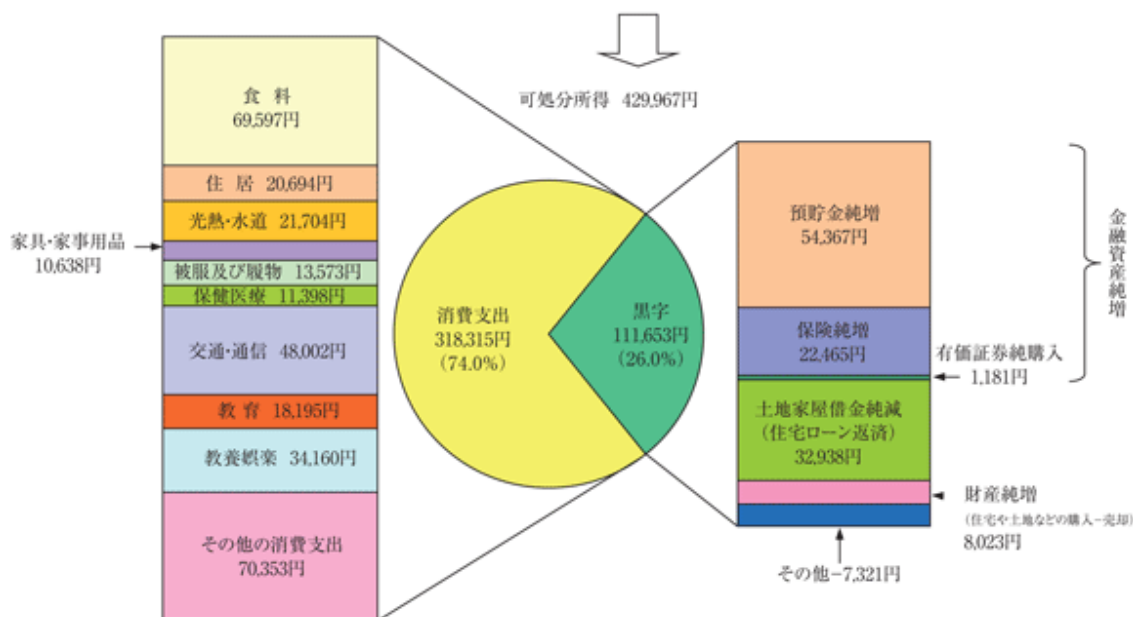 可処分所得 429,967円
食 料
69,597円
住 居 20,694円
光熱・水道 21,704円
家具・家事用品
10,638円
被服及び履物 13,573円
保健医療 11,398円
交通・通信 48,002円
教 育 18,195円
教養娯楽 34,160円
その他の消費支出
70,353円
消費支出
318,315円
(74.0%)
黒字
111,653円
(26.0%)
預貯金純増
54,367円
保険純増
22,465円
有価証券純購入
1,181円
土地家屋借金純減
(住宅ローン返済)
32,938円
財産純増
(住宅や土地などの購入−売却)
8,023円
その他−7,321円
金融資産純増